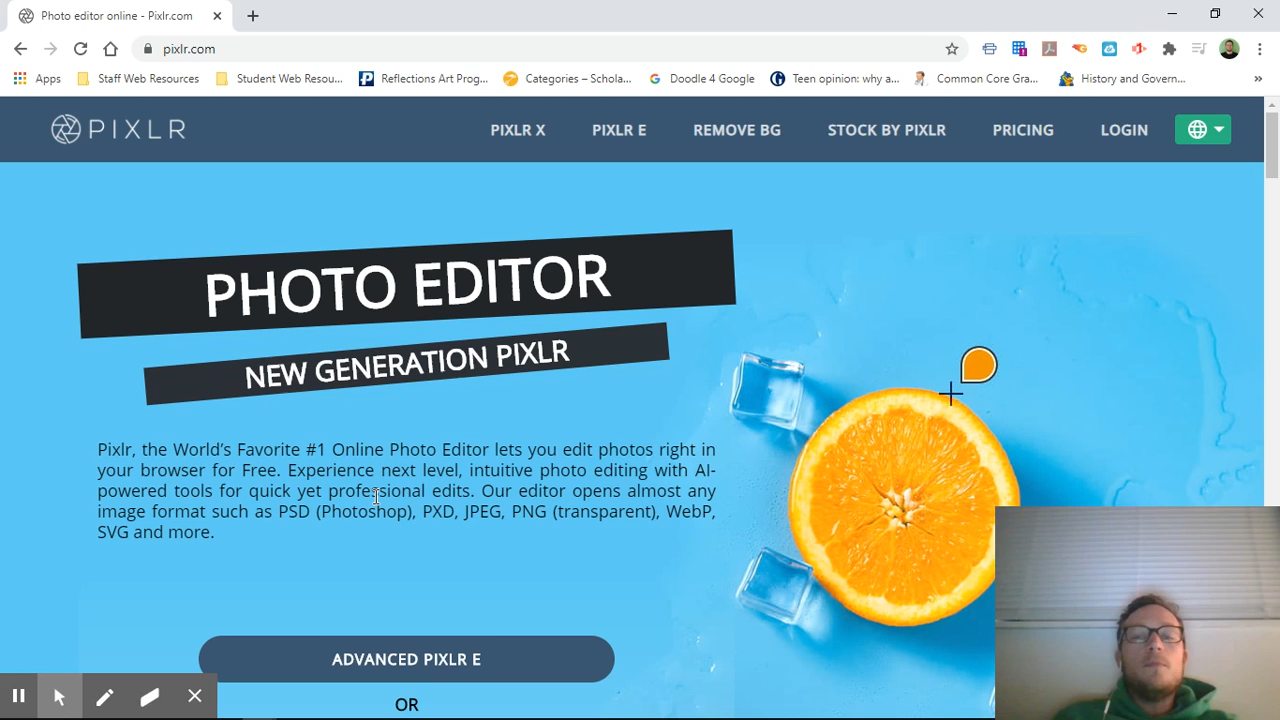 Photo editor online - Pixlr.com
pixlr.com
Apps Staff Web Resources Student Web Resou... Reflections Art Prog... Categories – Schola... Doodle 4 Google Teen opinion: why a... Common Core Gra... History and Govern...
PIXLR PIXLR X PIXLR E REMOVE BG STOCK BY PIXLR PRICING LOGIN
PHOTO EDITOR
NEW GENERATION PIXLR
Pixlr, the World’s Favorite #1 Online Photo Editor lets you edit photos right in
your browser for Free. Experience next level, intuitive photo editing with AI-
powered tools for quick yet professional edits. Our editor opens almost any
image format such as PSD (Photoshop), PXD, JPEG, PNG (transparent), WebP,
SVG and more.
ADVANCED PIXLR E
OR